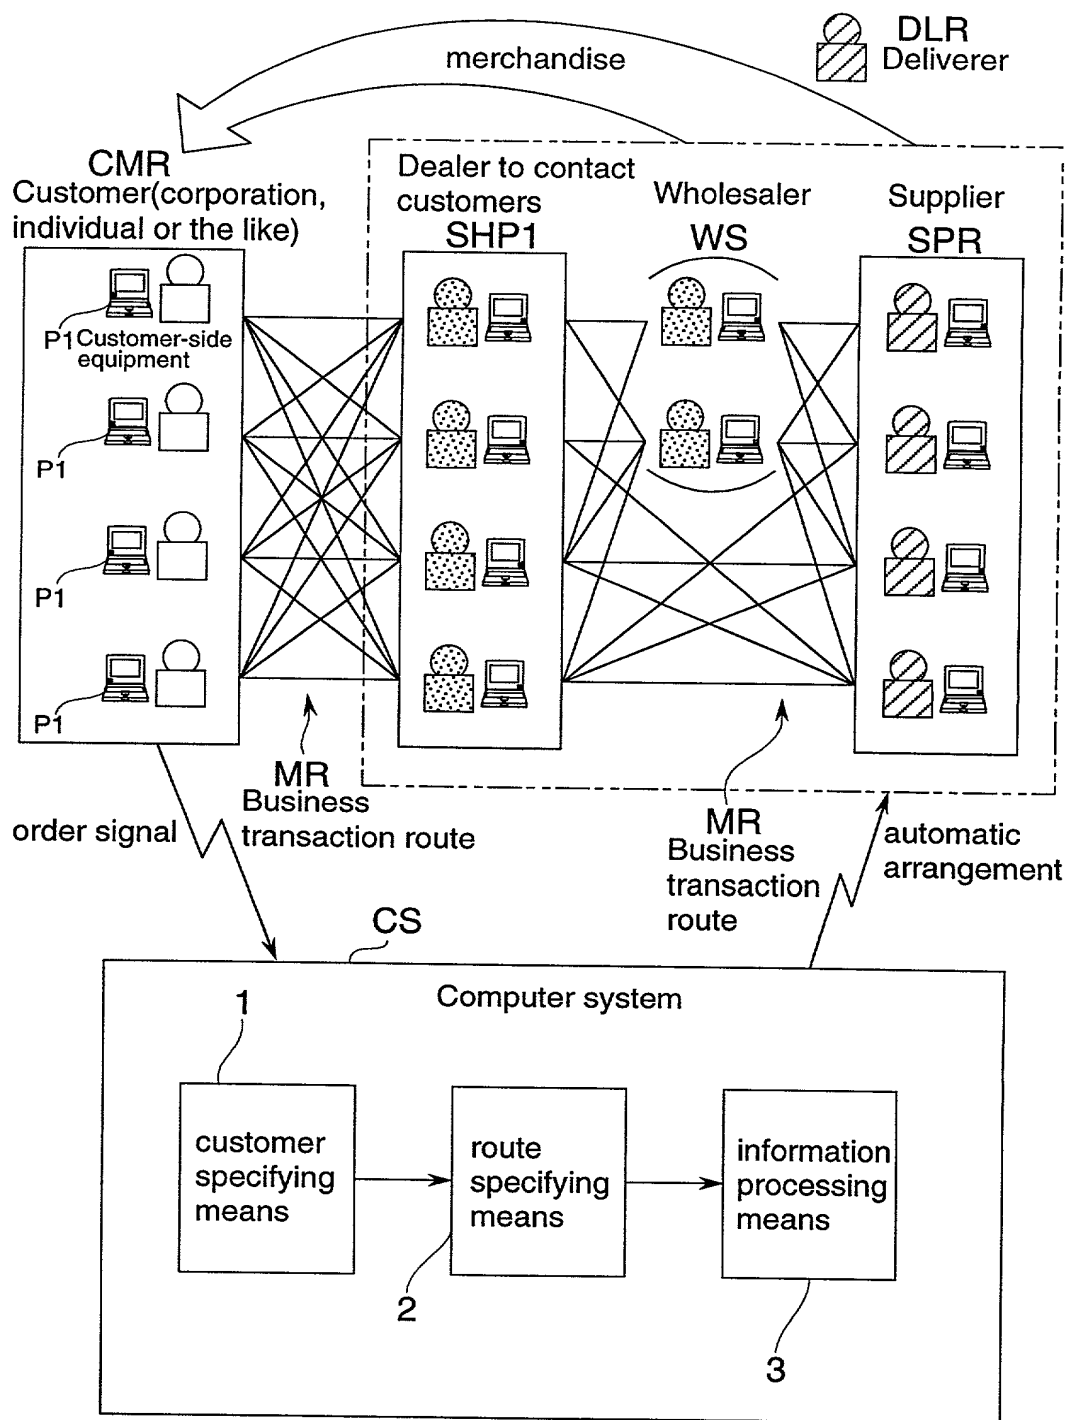 DLR
Deliverer
merchandise
CMR
Customer(corporation,
individual or the like)
Dealer to contact
customers
SHP1
Wholesaler
WS
Supplier
SPR
P1 Customer-side
equipment
P1
P1
P1
MR
Business
transaction route
MR
Business
transaction
route
order signal
automatic
arrangement
CS
Computer system
1
customer
specifying
means
route
specifying
means
2
information
processing
means
3